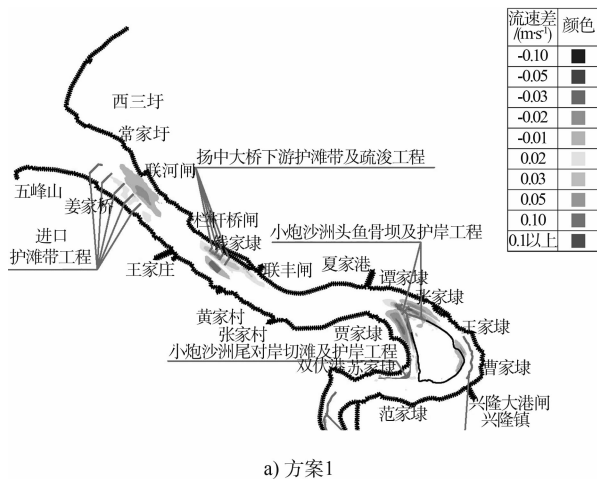 流速差
/(m·s⁻¹)
颜色
-0.10
-0.05
-0.03
-0.02
-0.01
0.02
0.03
0.05
0.10
0.1以上
西三圩
常家圩
联河闸
扬中大桥下游护滩带及疏浚工程
五峰山
姜家桥
栏杆桥闸
进口
护滩带工程
小炮沙洲头鱼骨坝及护岸工程
王家庄
联丰闸
夏家港
谭家埭
张家埭
黄家村
张家村
贾家埭
王家埭
小炮沙洲尾对岸切滩及护岸工程
双伏港
苏家埭
曹家埭
范家埭
兴隆大港闸
兴隆镇
a) 方案1